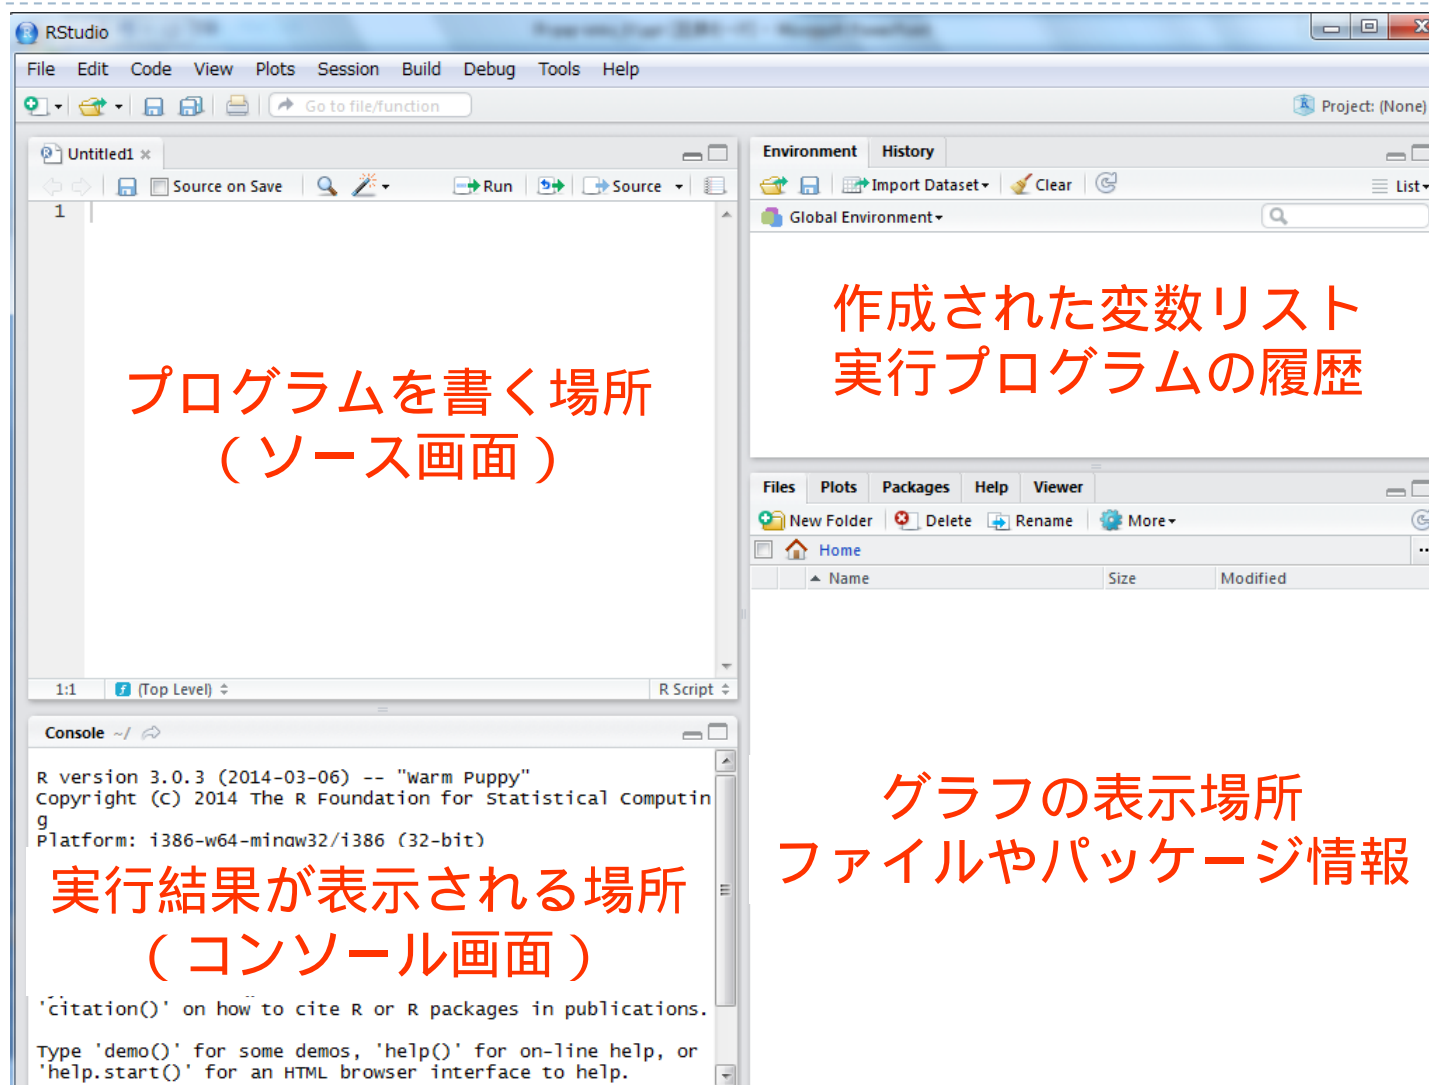 RStudio
File Edit Code View Plots Session Build Debug Tools Help
Go to file/function
Project: (None)
Untitled1
Source on Save
Run
Source
1
プログラムを書く場所
(ソース画面)
1:1
(Top Level)
R Script
Console ~/
R version 3.0.3 (2014-03-06) -- "Warm Puppy"
Copyright (C) 2014 The R Foundation for Statistical Computin
g
Platform: i386-w64-mingw32/i386 (32-bit)
実行結果が表示される場所
(コンソール画面)
'citation()' on how to cite R or R packages in publications.
Type 'demo()' for some demos, 'help()' for on-line help, or
'help.start()' for an HTML browser interface to help.
Environment History
Import Dataset
Clear
List
Global Environment
作成された変数リスト
実行プログラムの履歴
Files Plots Packages Help Viewer
New Folder Delete Rename More
Home
Name Size Modified
グラフの表示場所
ファイルやパッケージ情報